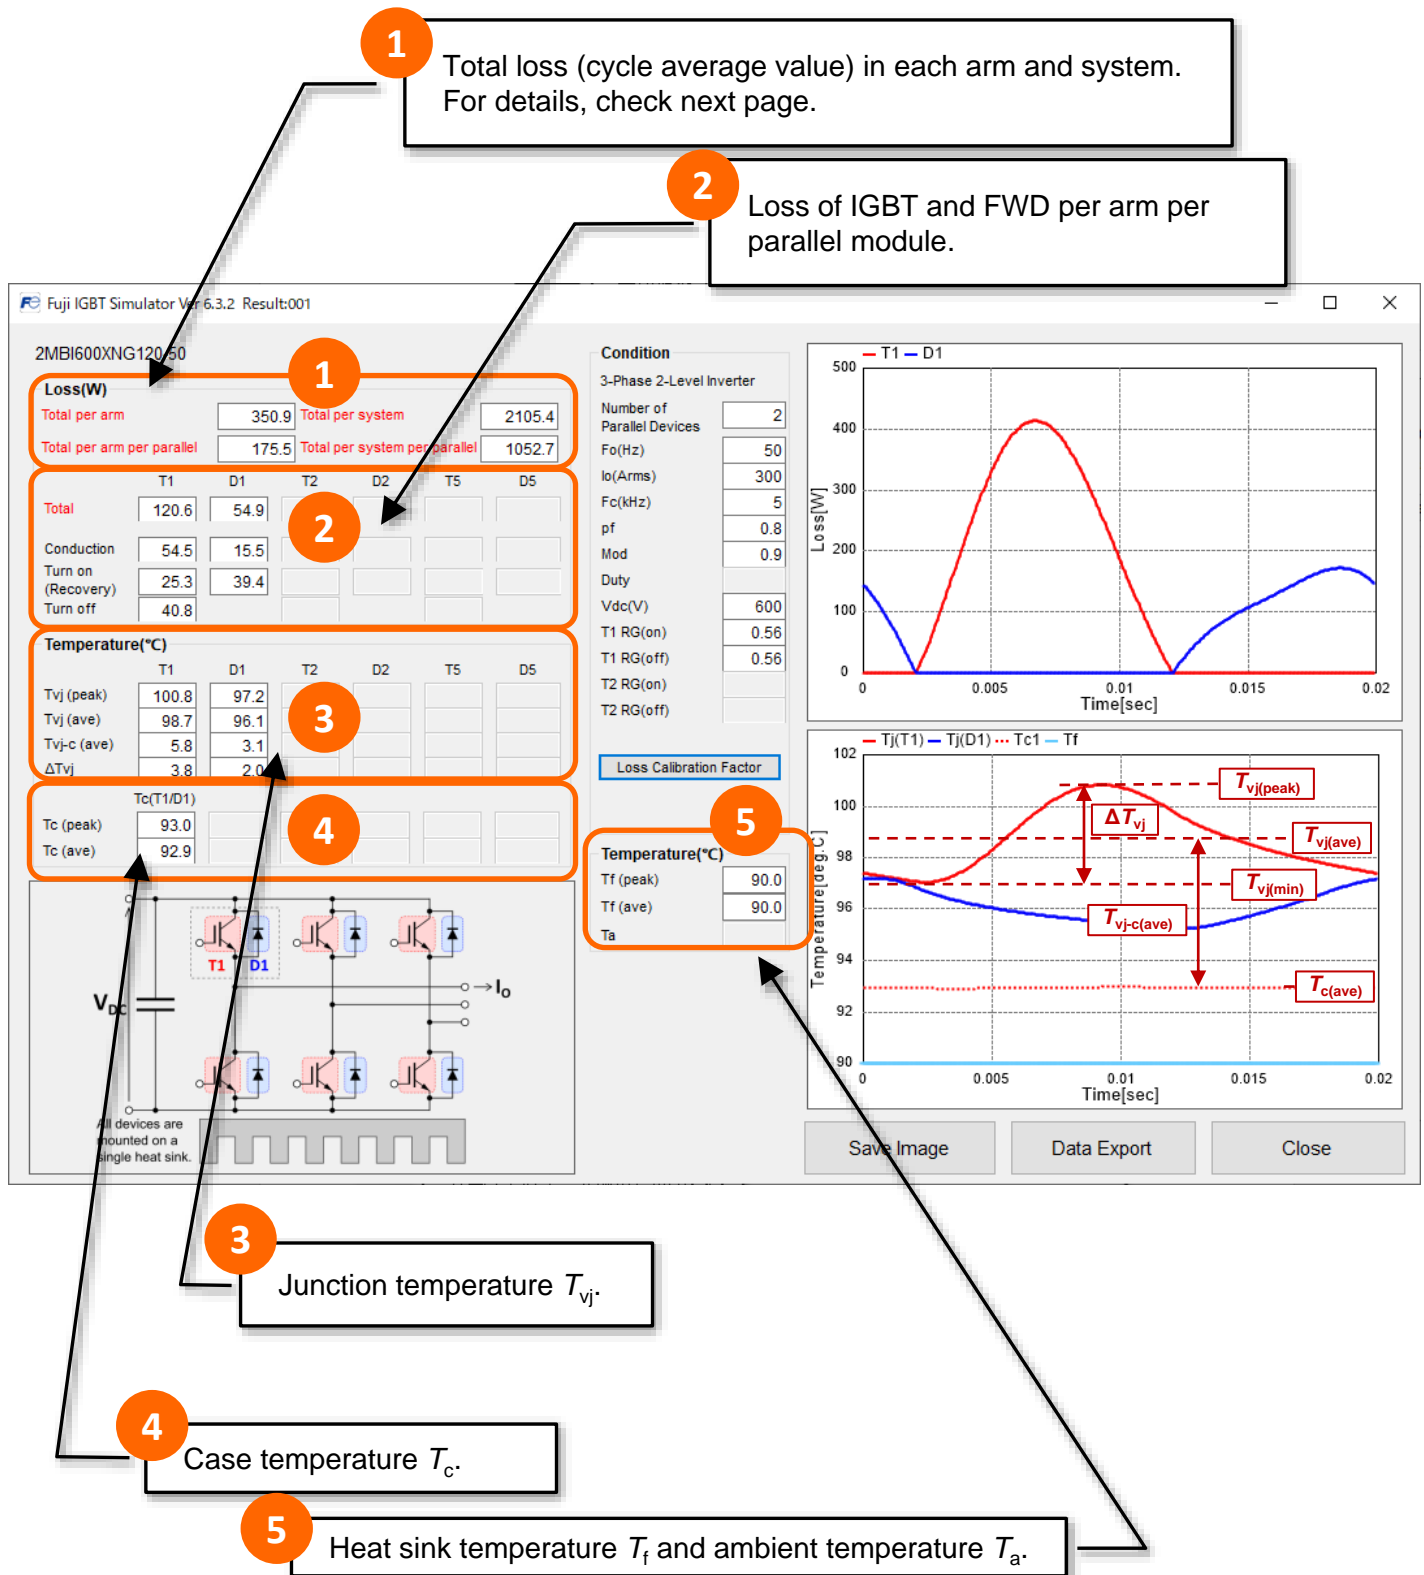 1
Total loss (cycle average value) in each arm and system.
For details, check next page.
2
Loss of IGBT and FWD per arm per
parallel module.
Fuji IGBT Simulator Ver 6.3.2 Result:001
2MBI600XNG120-50
1
Loss(W)
Total per arm 350.9 Total per system 2105.4
Total per arm per parallel 175.5 Total per system per parallel 1052.7
T1 D1 T2 D2 T5 D5
Total 120.6 54.9
2
Conduction 54.5 15.5
Turn on
(Recovery) 25.3 39.4
Turn off 40.8
Temperature(℃)
T1 D1 T2 D2 T5 D5
Tvj (peak) 100.8 97.2
Tvj (ave) 98.7 96.1
3
Tvj-c (ave) 5.8 3.1
ΔTvj 3.8 2.0
Tc(T1/D1)
Tc (peak) 93.0
4
Tc (ave) 92.9
T1 D1
VDC
Io
All devices are
mounted on a
single heat sink.
Condition
3-Phase 2-Level Inverter
Number of
Parallel Devices 2
Fo(Hz) 50
Io(Arms) 300
Fc(kHz) 5
pf 0.8
Mod 0.9
Duty
Vdc(V) 600
T1 RG(on) 0.56
T1 RG(off) 0.56
T2 RG(on)
T2 RG(off)
Loss Calibration Factor
5
Temperature(℃)
Tf (peak) 90.0
Tf (ave) 90.0
Ta
T1 D1
500
400
300
200
100
0
Loss[W]
0 0.005 0.01 0.015 0.02
Time[sec]
Tj(T1) Tj(D1) Tc1 Tf
102
100
98
96
94
92
90
Temperature[deg.C]
Tvj(peak)
ΔTvj
Tvj(ave)
Tvj(min)
Tvj-c(ave)
Tc(ave)
0 0.005 0.01 0.015 0.02
Time[sec]
Save Image Data Export Close
3
Junction temperature Tvj.
4
Case temperature Tc.
5
Heat sink temperature Tf and ambient temperature Ta.